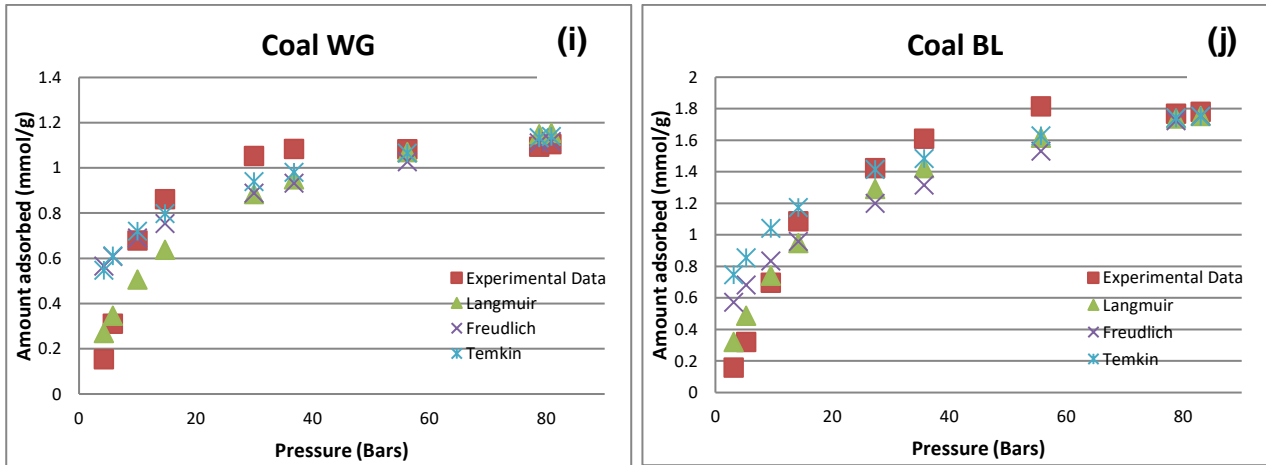 Coal WG
(i)
Amount adsorbed (mmol/g)
1.4
1.2
1
0.8
0.6
0.4
0.2
0
Experimental Data
Langmuir
Freudlich
Temkin
0 20 40 60 80
Pressure (Bars)
Coal BL
(j)
Amount adsorbed (mmol/g)
2
1.8
1.6
1.4
1.2
1
0.8
0.6
0.4
0.2
0
Experimental Data
Langmuir
Freudlich
Temkin
0 20 40 60 80
Pressure (Bars)